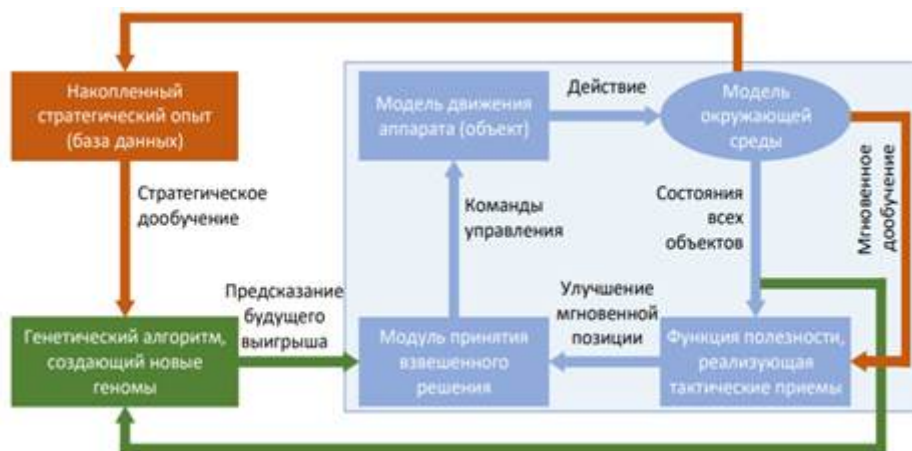 Накопленный
стратегический опыт
(база данных)
Модель движения
аппарата (объект)
Действие
Модель
окружающей
среды
Стратегическое
дообучение
Команды
управления
Состояния
всех
объектов
Мгновенное
дообучение
Предсказание
будущего
выигрыша
Улучшение
мгновенной
позиции
Генетический алгоритм,
создающий новые
геномы
Модуль принятия
взвешенного
решения
Функция полезности,
реализующая
тактические приемы